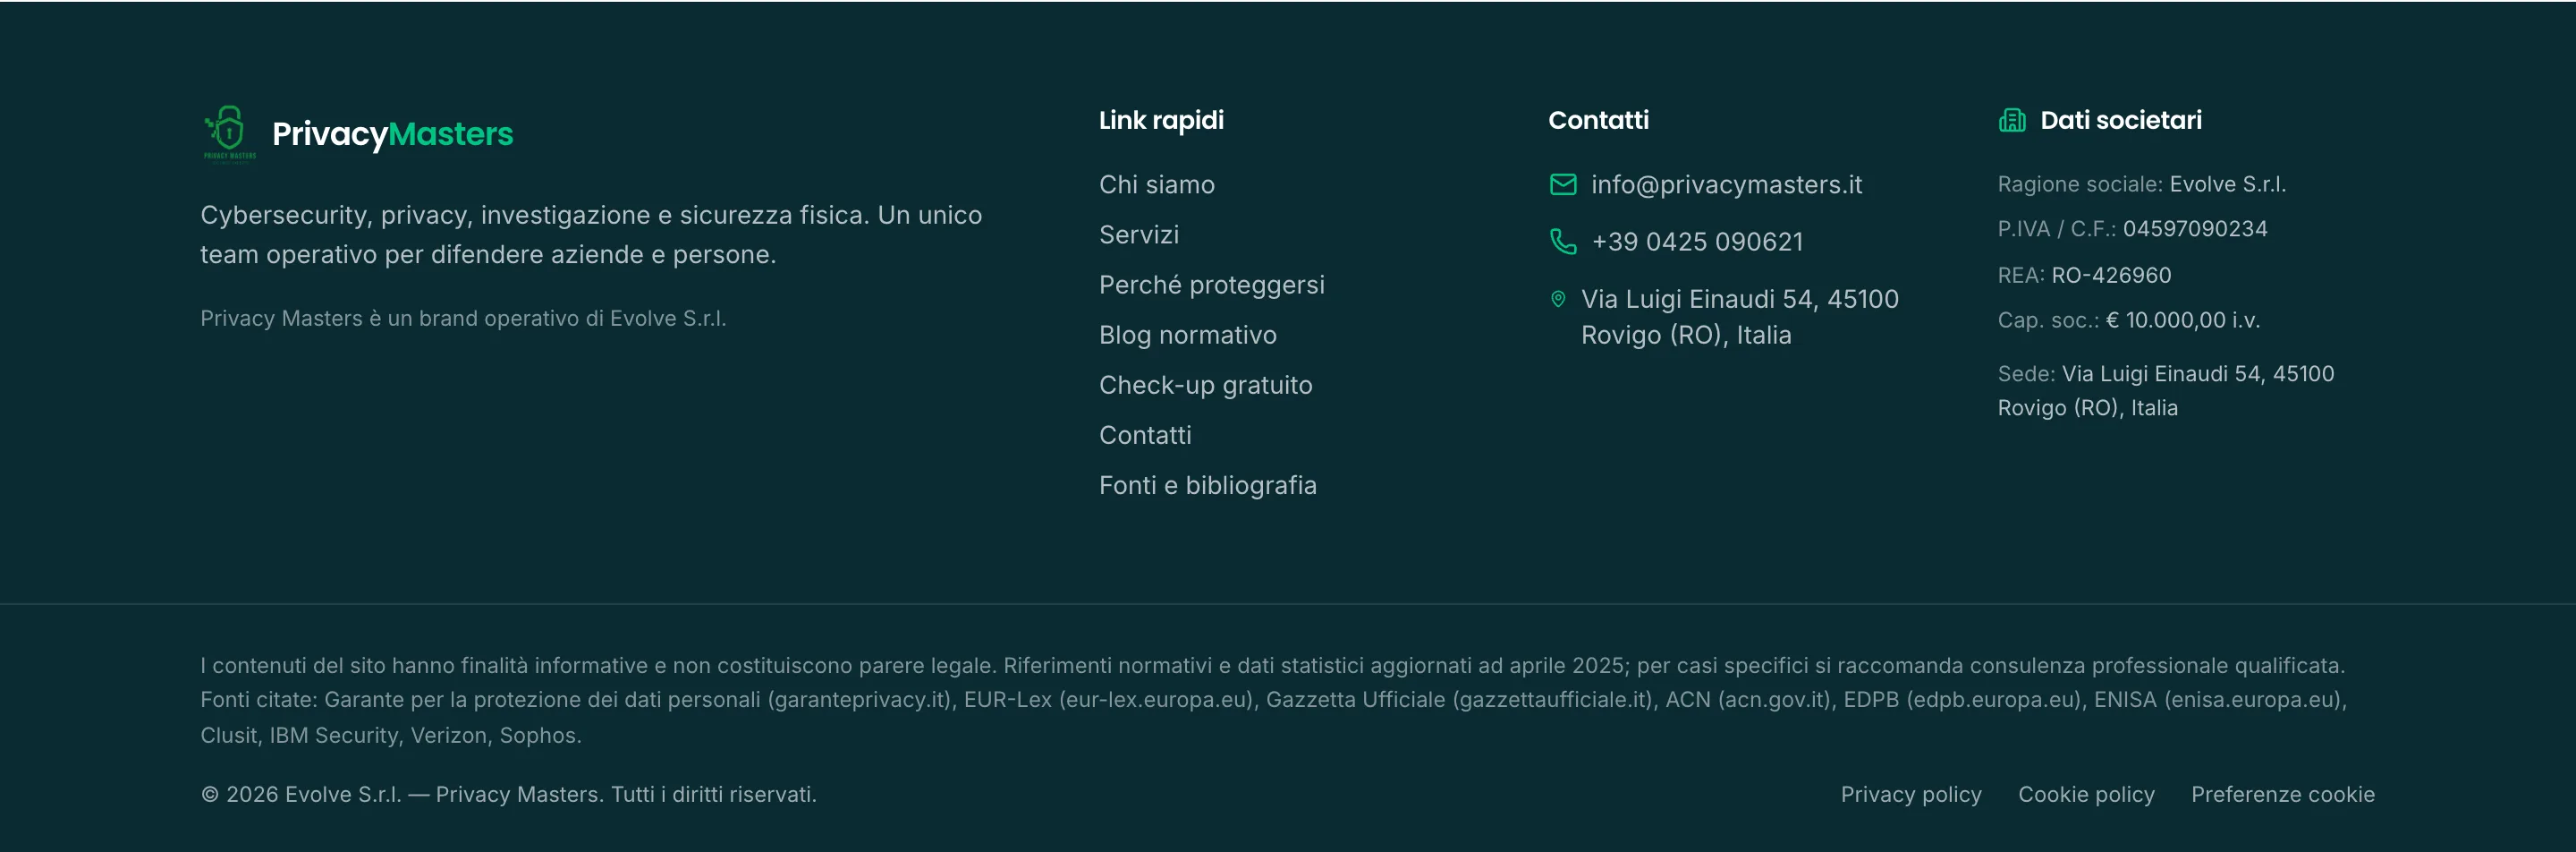 PRIVACY MASTERS
PrivacyMasters
Cybersecurity, privacy, investigazione e sicurezza fisica. Un unico
team operativo per difendere aziende e persone.
Privacy Masters è un brand operativo di Evolve S.r.l.
Link rapidi
Chi siamo
Servizi
Perché proteggersi
Blog normativo
Check-up gratuito
Contatti
Fonti e bibliografia
Contatti
info@privacymasters.it
+39 0425 090621
Via Luigi Einaudi 54, 45100
Rovigo (RO), Italia
Dati societari
Ragione sociale: Evolve S.r.l.
P.IVA / C.F.: 04597090234
REA: RO-426960
Cap. soc.: € 10.000,00 i.v.
Sede: Via Luigi Einaudi 54, 45100
Rovigo (RO), Italia
I contenuti del sito hanno finalità informative e non costituiscono parere legale. Riferimenti normativi e dati statistici aggiornati ad aprile 2025; per casi specifici si raccomanda consulenza professionale qualificata.
Fonti citate: Garante per la protezione dei dati personali (garanteprivacy.it), EUR-Lex (eur-lex.europa.eu), Gazzetta Ufficiale (gazzettaufficiale.it), ACN (acn.gov.it), EDPB (edpb.europa.eu), ENISA (enisa.europa.eu),
Clusit, IBM Security, Verizon, Sophos.
© 2026 Evolve S.r.l. — Privacy Masters. Tutti i diritti riservati.
Privacy policy
Cookie policy
Preferenze cookie